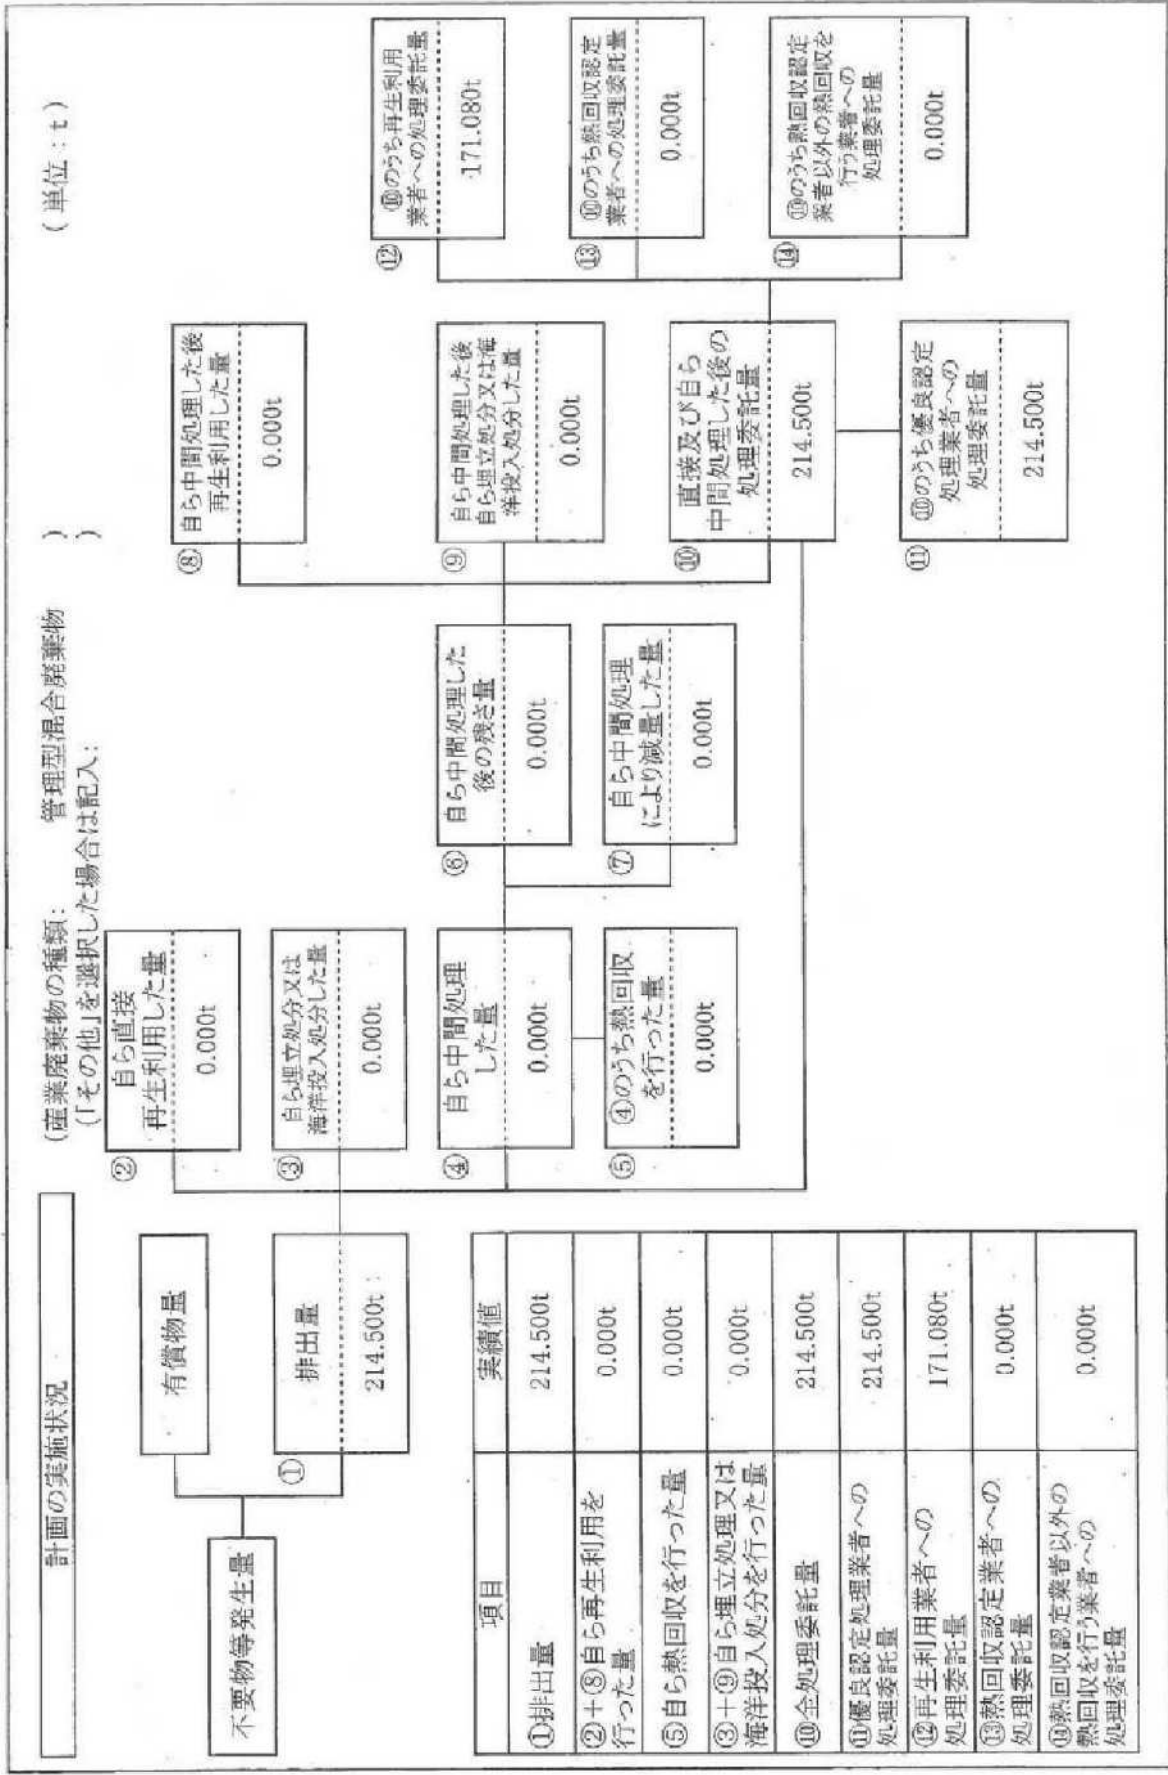 計画の実施状況
(産業廃棄物の種類: 管理型混合廃棄物 )
(「その他」を選択した場合は記入: )
(単位:t)
不要物等発生量
有償物量
①
排出量
214.500t
②
自ら直接
再生利用した量
0.000t
③
自ら埋立処分又は
海洋投入処分した量
0.000t
④
自ら中間処理
した量
0.000t
⑤
④のうち熱回収
を行った量
0.000t
⑥
自ら中間処理した
後の残さ量
0.000t
⑦
自ら中間処理
により減量した量
0.000t
⑧
自ら中間処理した後
再生利用した量
0.000t
⑨
自ら中間処理した後
自ら埋立処分又は海
洋投入処分した量
0.000t
⑩
直接及び自ら
中間処理した後の
処理委託量
214.500t
⑪
⑩のうち優良認定
処理業者への
処理委託量
214.500t
⑫
⑩のうち再生利用
業者への処理委託量
171.080t
⑬
⑩のうち熱回収認定
業者への処理委託量
0.000t
⑭
⑩のうち熱回収認定
業者以外の熱回収を
行う業者への
処理委託量
0.000t
項目 実績値
①排出量 214.500t
②+⑧自ら再生利用を
行った量 0.000t
⑤自ら熱回収を行った量 0.000t
③+⑨自ら埋立処理又は
海洋投入処分を行った量 0.000t
⑩全処理委託量 214.500t
⑪優良認定処理業者への
処理委託量 214.500t
⑫再生利用業者への
処理委託量 171.080t
⑬熱回収認定業者への
処理委託量 0.000t
⑭熱回収認定業者以外の
熱回収を行う業者への
処理委託量 0.000t